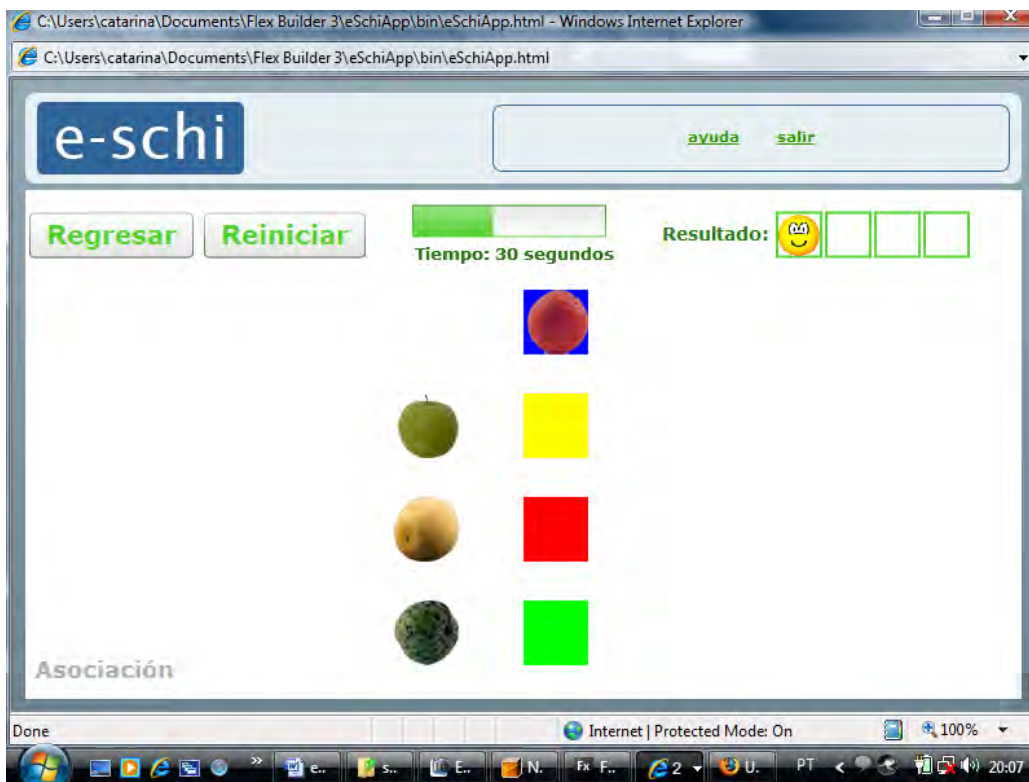 C:\Users\catarina\Documents\Flex Builder 3\eSchiApp\bin\eSchiApp.html - Windows Internet Explorer
C:\Users\catarina\Documents\Flex Builder 3\eSchiApp\bin\eSchiApp.html
e-schi
ayuda salir
Regresar Reiniciar
Resultado:
Tiempo: 30 segundos
Asociación
Done Internet | Protected Mode: On 100%
e.. s.. E.. N.. F.. 2 U.. PT 20:07